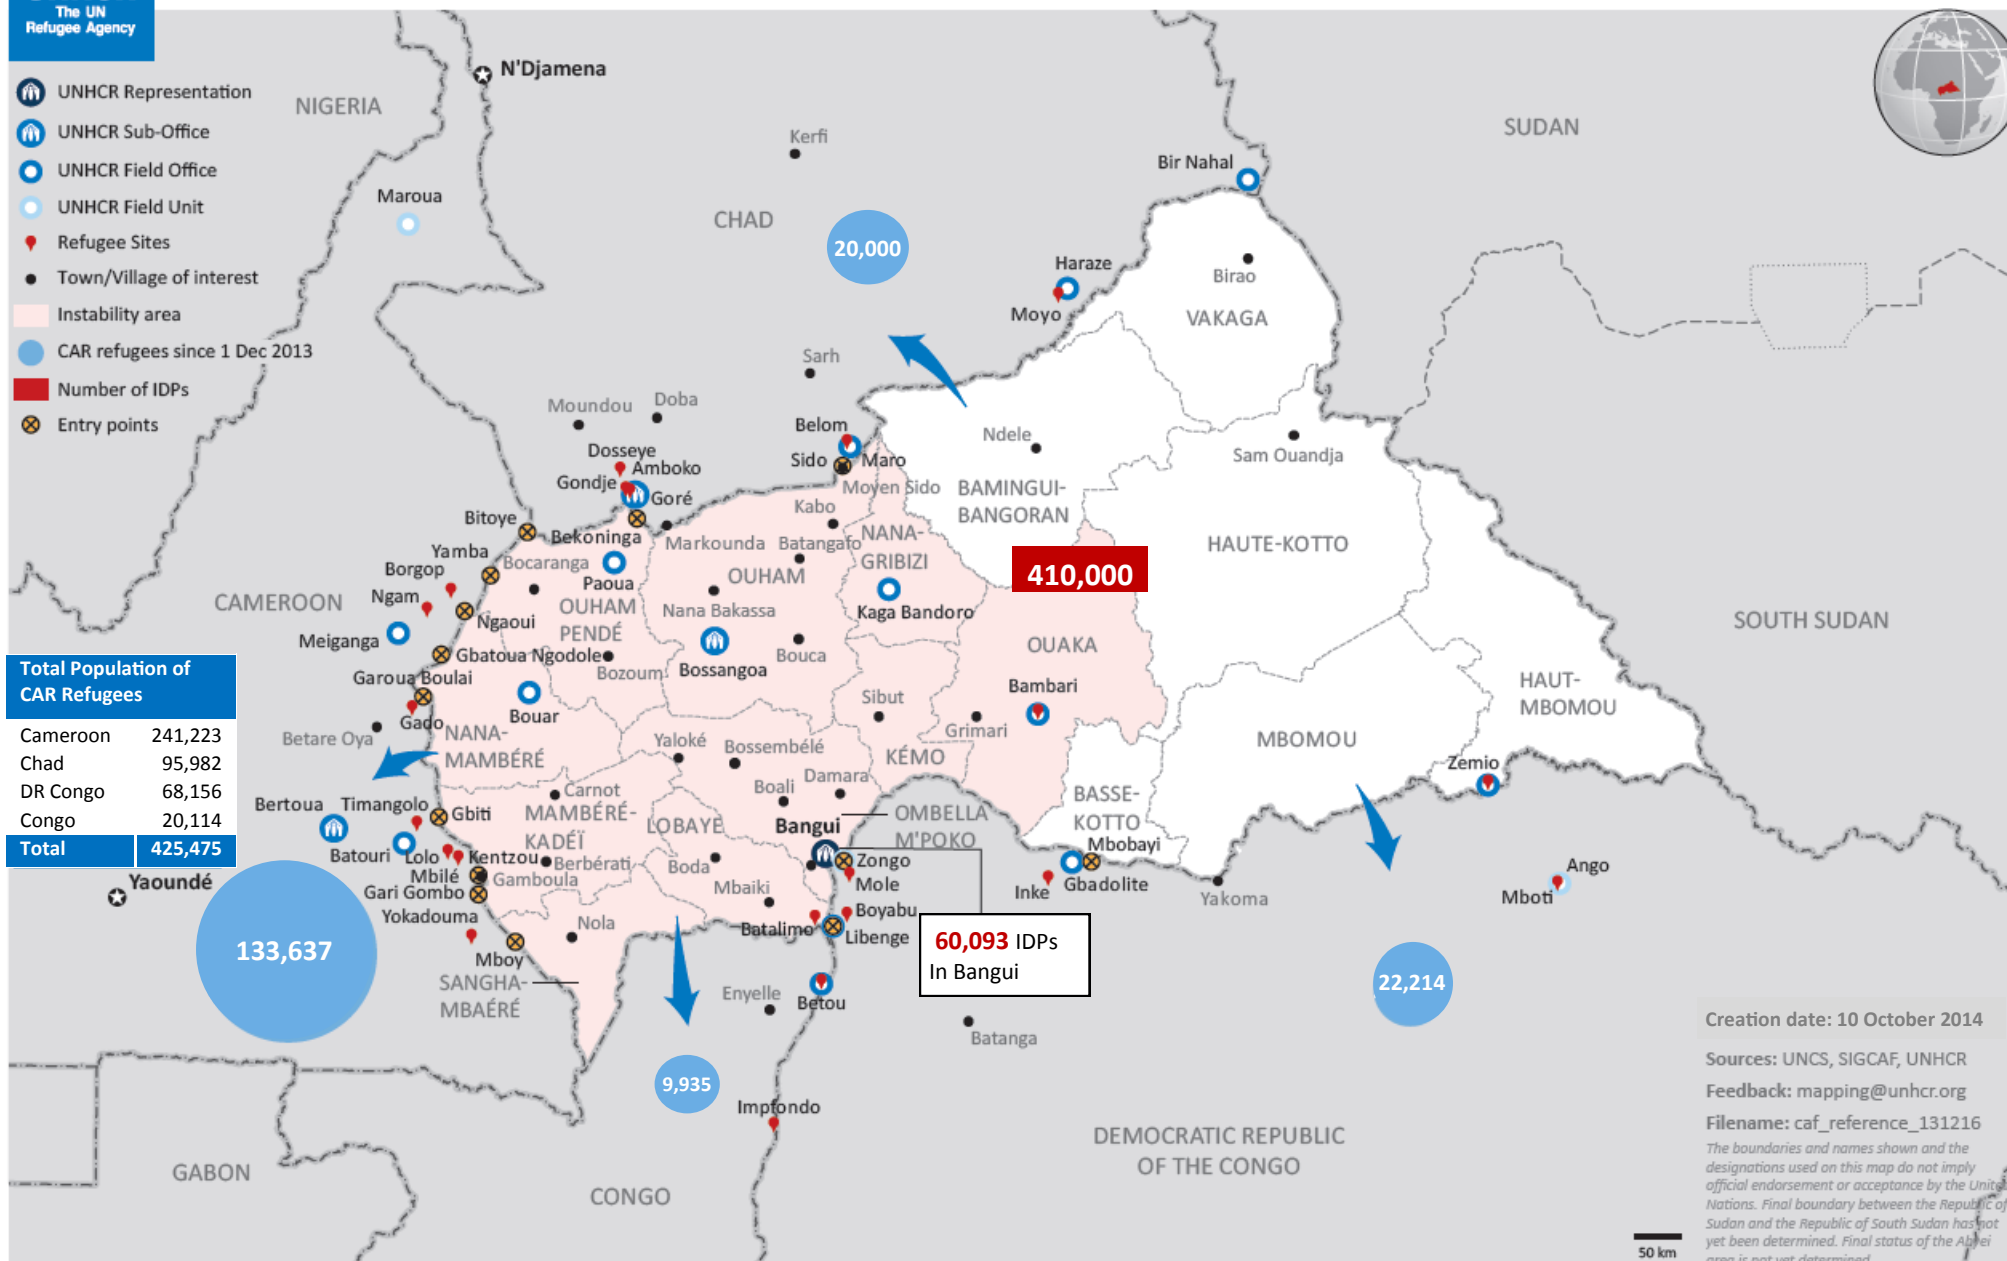 The UN
Refugee Agency
UNHCR Representation
UNHCR Sub-Office
UNHCR Field Office
UNHCR Field Unit
Refugee Sites
Town/Village of interest
Instability area
CAR refugees since 1 Dec 2013
Number of IDPs
Entry points
N'Djamena
NIGERIA
Kerfi
SUDAN
Bir Nahal
Maroua
CHAD
20,000
Haraze
Birao
Moyo
VAKAGA
Sarh
Moundou
Doba
Belom
Ndele
Sam Ouandja
Dosseye
Sido
Maro
Amboko
Gondje
Goré
Moyen Sido
BAMINGUI-
BANGORAN
Kabo
Bitoye
Bekoninga
Markounda
Batangafo
NANA-
GRIBIZI
HAUTE-KOTTO
Yamba
Bocaranga
Borgop
Paoua
OUHAM
410,000
Ngam
CAMEROON
OUHAM
PENDÉ
Nana Bakassa
Kaga Bandoro
Ngaoui
SOUTH SUDAN
Meiganga
Gbatoua Ngodole
Bouca
OUAKA
Bozoum
Bossangoa
Garoua Boulai
Bambari
HAUT-
MBOMOU
Total Population of
CAR Refugees
Cameroon 241,223
Chad 95,982
DR Congo 68,156
Congo 20,114
Total 425,475
Gado
Bouar
Sibut
Grimari
Betare Oya
NANA-
MAMBÉRÉ
Yaloké
Bossembélé
KÉMO
MBOMOU
Zemio
Damara
Boali
Carnot
Bertoua
Timangolo
Gbiti
MAMBÉRÉ-
KADÉÏ
LOBAYE
Bangui
OMBELLA
M'POKO
BASSE-
KOTTO
Mbobayi
Batouri
Lolo
Kentzou
Berbérati
Boda
Zongo
Mbilé
Gamboula
Mole
Mbaiki
Inke
Gbadolite
Yakoma
Ango
Mboti
Yaoundé
Gari Gombo
Yokadouma
Nola
Batalimo
Boyabu
Libenge
60,093 IDPs
In Bangui
133,637
Mboy
SANGHA-
MBAÉRÉ
Enyelle
Betou
22,214
Batanga
9,935
Impfondo
GABON
CONGO
DEMOCRATIC REPUBLIC
OF THE CONGO
Creation date: 10 October 2014
Sources: UNCS, SIGCAF, UNHCR
Feedback: mapping@unhcr.org
Filename: caf_reference_131216
The boundaries and names shown and the
designations used on this map do not imply
official endorsement or acceptance by the United
Nations. Final boundary between the Republic of
Sudan and the Republic of South Sudan has not
yet been determined. Final status of the Abyei
area is not yet determined
50 km